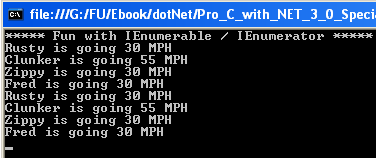 file:///G:/FU/Ebook/dotNet/Pro_C_with_NET_3_0_Speci
***** Fun with IEnumerable / IEnumerator *****
Rusty is going 30 MPH
Clunker is going 55 MPH
Zippy is going 30 MPH
Fred is going 30 MPH
Rusty is going 30 MPH
Clunker is going 55 MPH
Zippy is going 30 MPH
Fred is going 30 MPH